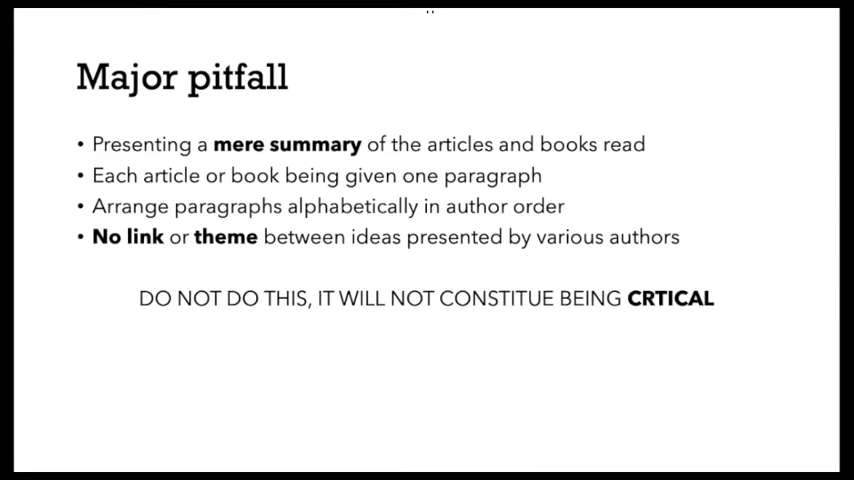 Major pitfall
• Presenting a mere summary of the articles and books read
• Each article or book being given one paragraph
• Arrange paragraphs alphabetically in author order
• No link or theme between ideas presented by various authors
DO NOT DO THIS, IT WILL NOT CONSTITUE BEING CRTICAL